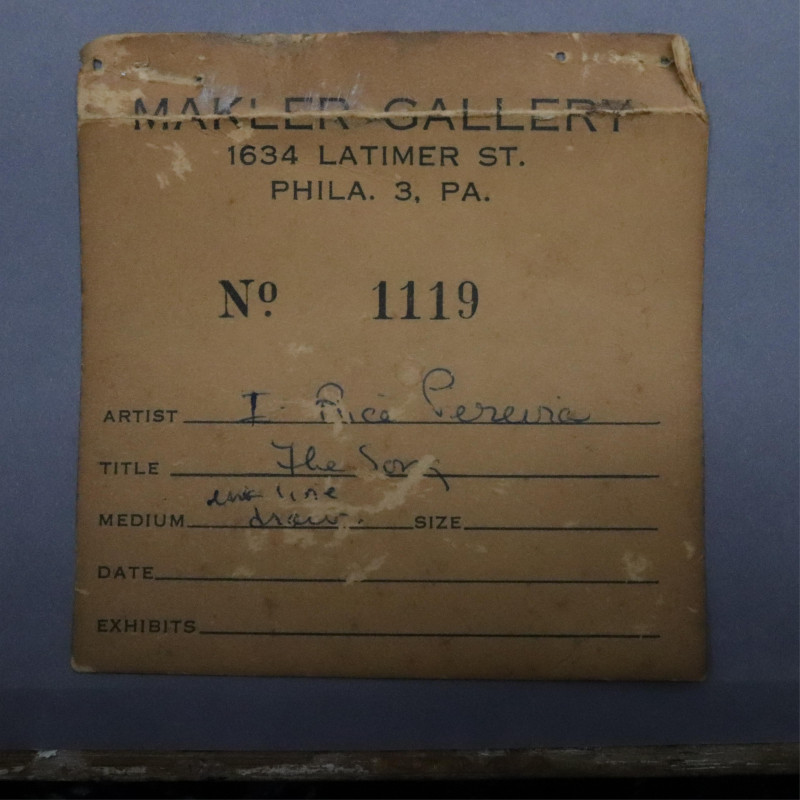 MAKLER GALLERY
1634 LATIMER ST.
PHILA. 3, PA.
Nº. 1119
ARTIST I. Rice Pereira
TITLE The Song
line
MEDIUM draw. SIZE
DATE
EXHIBITS